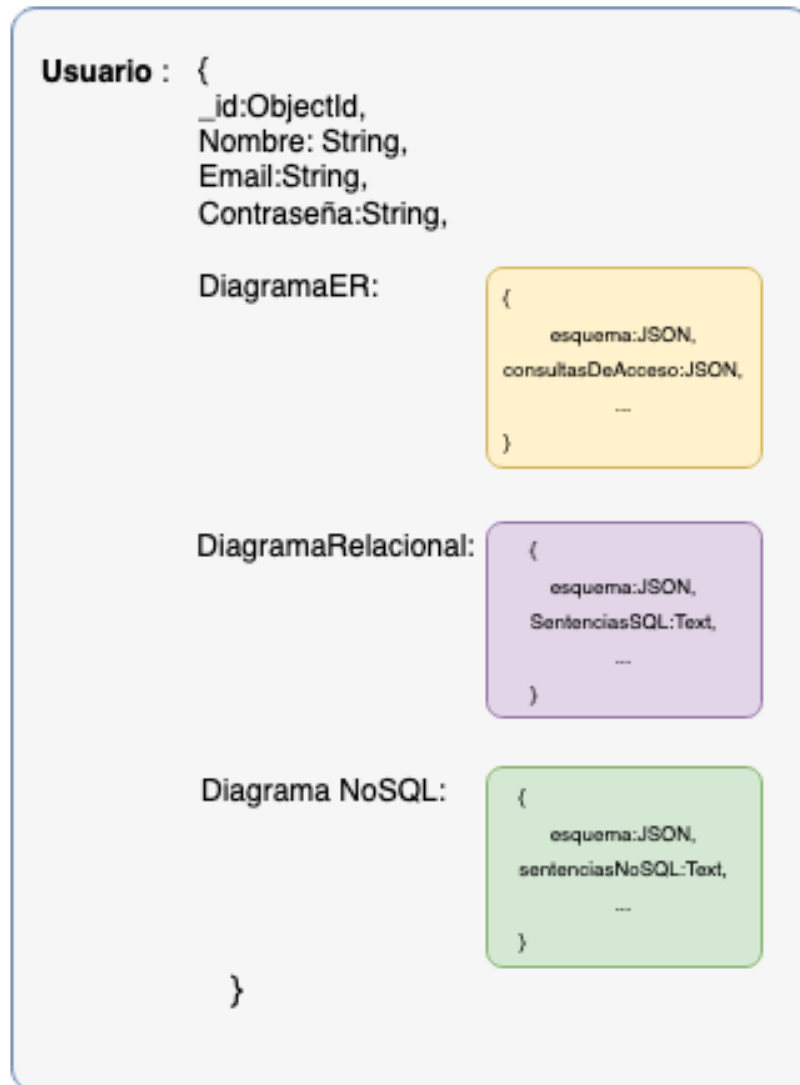 Usuario : {
_id:ObjectId,
Nombre: String,
Email:String,
Contraseña:String,
DiagramaER:
{
esquema:JSON,
consultasDeAcceso:JSON,
...
}
DiagramaRelacional:
{
esquema:JSON,
SentenciasSQL:Text,
...
}
Diagrama NoSQL:
{
esquema:JSON,
sentenciasNoSQL:Text,
...
}
}